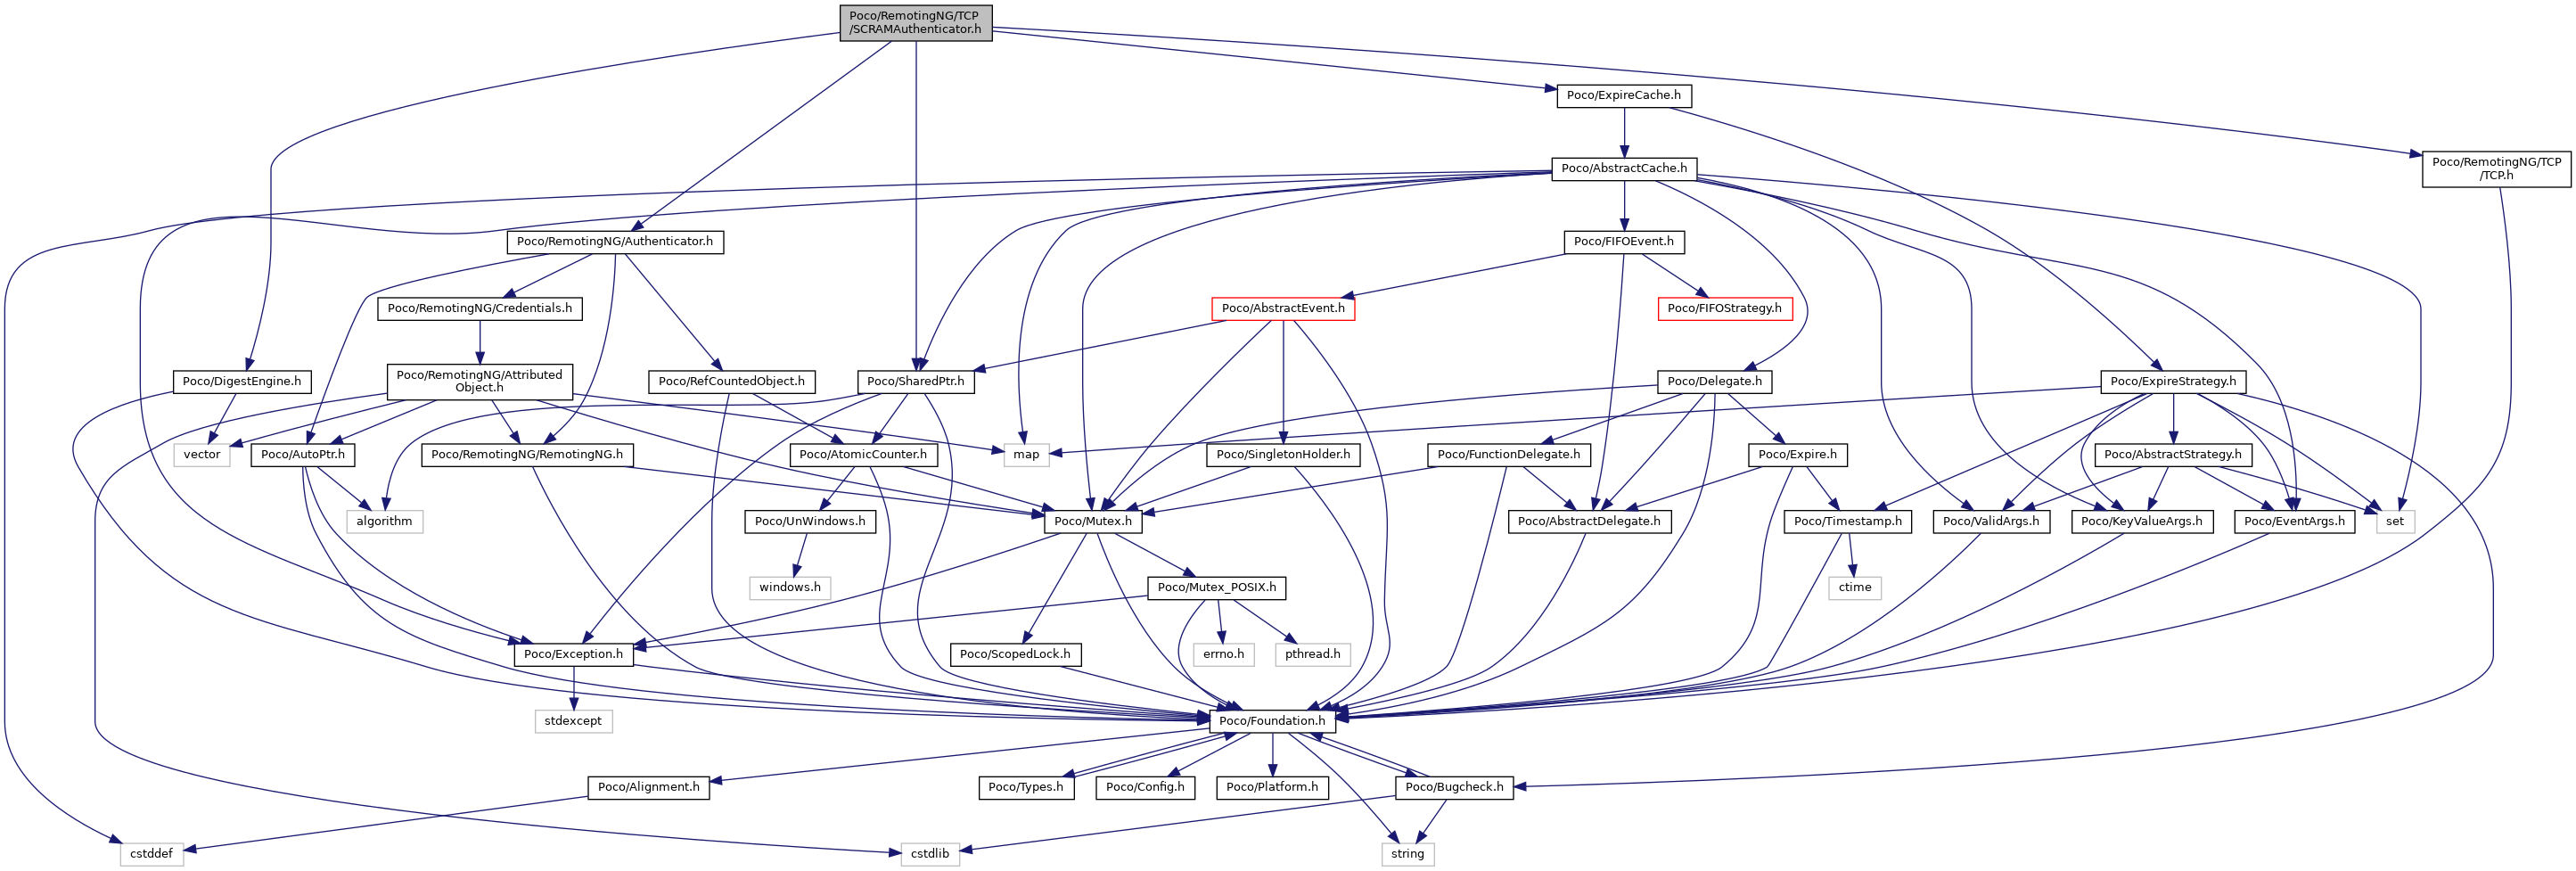 Poco/RemotingNG/TCP
/SCRAMAuthenticator.h
Poco/ExpireCache.h
Poco/AbstractCache.h
Poco/RemotingNG/TCP
/TCP.h
Poco/RemotingNG/Authenticator.h
Poco/FIFOEvent.h
Poco/RemotingNG/Credentials.h
Poco/AbstractEvent.h
Poco/FIFOStrategy.h
Poco/DigestEngine.h
Poco/RemotingNG/Attributed
Object.h
Poco/RefCountedObject.h
Poco/SharedPtr.h
Poco/Delegate.h
Poco/ExpireStrategy.h
vector
Poco/AutoPtr.h
Poco/RemotingNG/RemotingNG.h
Poco/AtomicCounter.h
map
Poco/SingletonHolder.h
Poco/FunctionDelegate.h
Poco/Expire.h
Poco/AbstractStrategy.h
algorithm
Poco/UnWindows.h
Poco/Mutex.h
Poco/AbstractDelegate.h
Poco/Timestamp.h
Poco/ValidArgs.h
Poco/KeyValueArgs.h
Poco/EventArgs.h
set
windows.h
Poco/Mutex_POSIX.h
ctime
Poco/Exception.h
Poco/ScopedLock.h
errno.h
pthread.h
stdexcept
Poco/Foundation.h
Poco/Alignment.h
Poco/Types.h
Poco/Config.h
Poco/Platform.h
Poco/Bugcheck.h
cstddef
cstdlib
string